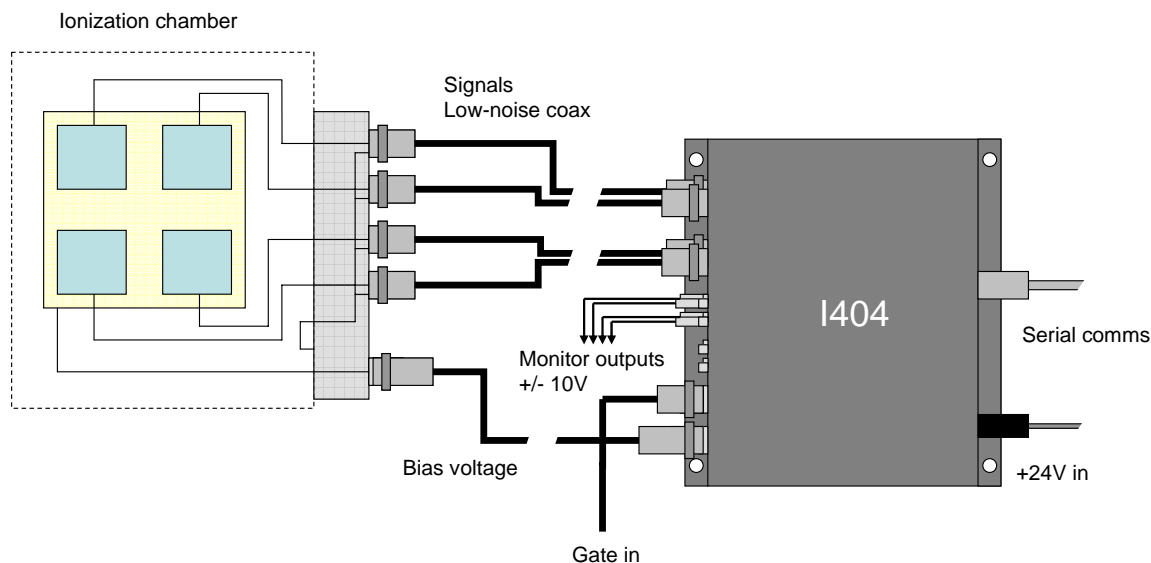 Ionization chamber
Signals
Low-noise coax
I404
Serial comms
Monitor outputs
+/- 10V
Bias voltage
+24V in
Gate in